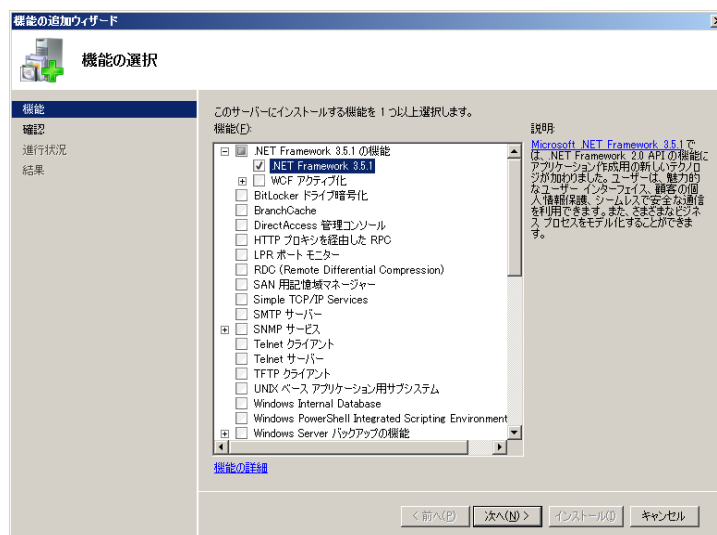 機能の追加ウィザード
機能の選択
機能
確認
進行状況
結果
このサーバーにインストールする機能を 1 つ以上選択します。
機能(F):
.NET Framework 3.5.1 の機能
.NET Framework 3.5.1
WCF アクティブ化
BitLocker ドライブ暗号化
BranchCache
DirectAccess 管理コンソール
HTTP プロキシを経由した RPC
LPR ポート モニター
RDC (Remote Differential Compression)
SAN 用記憶域マネージャー
Simple TCP/IP Services
SMTP サーバー
SNMP サービス
Telnet クライアント
Telnet サーバー
TFTP クライアント
UNIX ベース アプリケーション用サブシステム
Windows Internal Database
Windows PowerShell Integrated Scripting Environment
Windows Server バックアップの機能
機能の詳細
説明:
Microsoft .NET Framework 3.5.1 で
は、.NET Framework 2.0 API の機能に
アプリケーション作成用の新しいテクノロ
ジが加わりました。ユーザーは、魅力的
なユーザー インターフェイス、顧客の個
人情報保護、シームレスで安全な通信
を利用できます。また、さまざまなビジネ
ス プロセスをモデル化することができま
す。
< 前へ(P)
次へ(N) >
インストール(I)
キャンセル